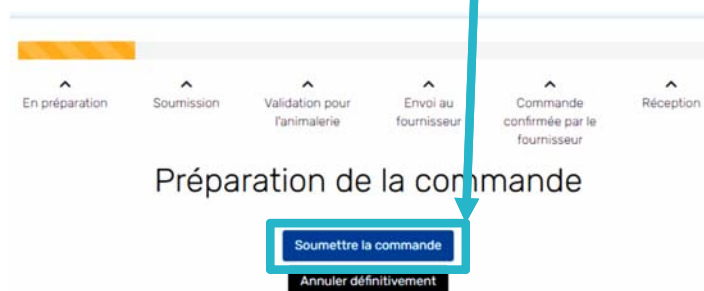 En préparation
Soumission
Validation pour
l'animalerie
Envoi au
fournisseur
Commande
confirmée par le
fournisseur
Réception
Préparation de la commande
Soumettre la commande
Annuler définitivement